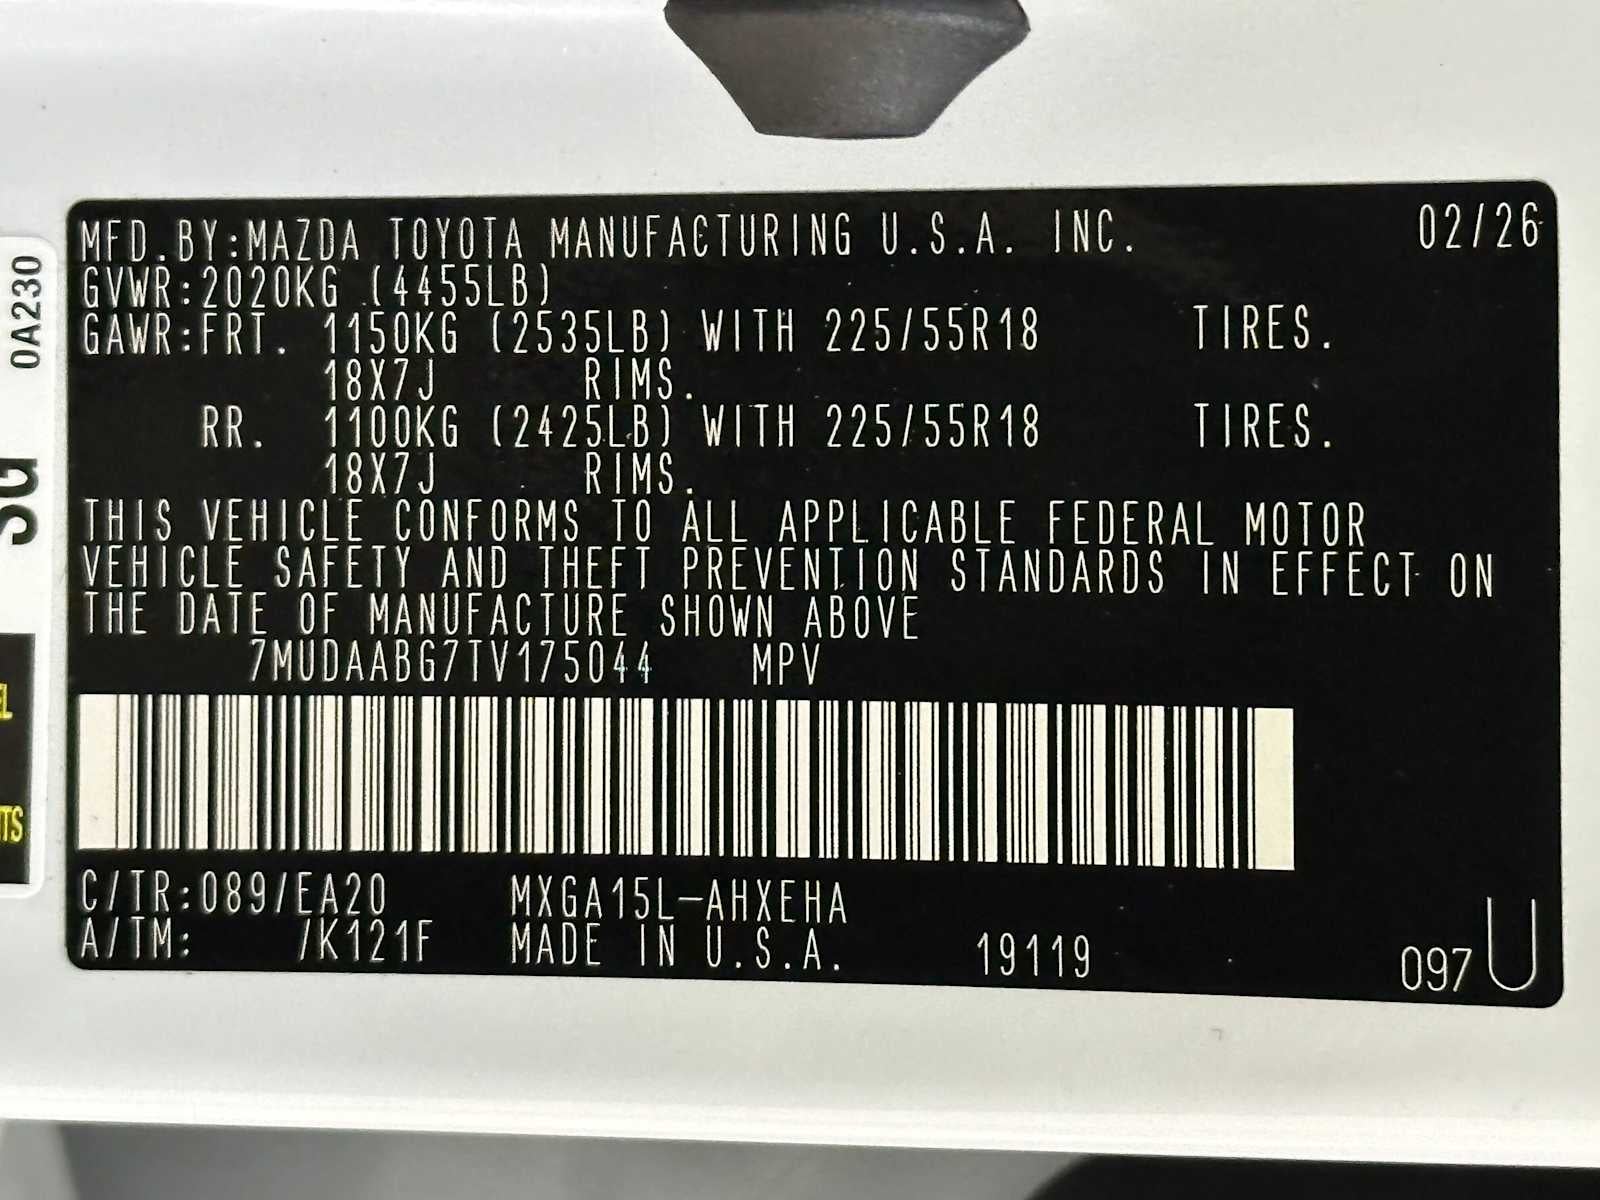 MFD.BY:MAZDA TOYOTA MANUFACTURING U.S.A. INC. 02/26
GVWR:2020KG (4455LB)
GAWR:FRT. 1150KG (2535LB) WITH 225/55R18 TIRES.
18X7J RIMS.
RR. 1100KG (2425LB) WITH 225/55R18 TIRES.
18X7J RIMS.
THIS VEHICLE CONFORMS TO ALL APPLICABLE FEDERAL MOTOR
VEHICLE SAFETY AND THEFT PREVENTION STANDARDS IN EFFECT ON
THE DATE OF MANUFACTURE SHOWN ABOVE
7MUDAABG7TV175044 MPV
C/TR:089/EA20 MXGA15L-AHXEHA
A/TM: /K121F MADE IN U.S.A. 19119 097 U
0A230